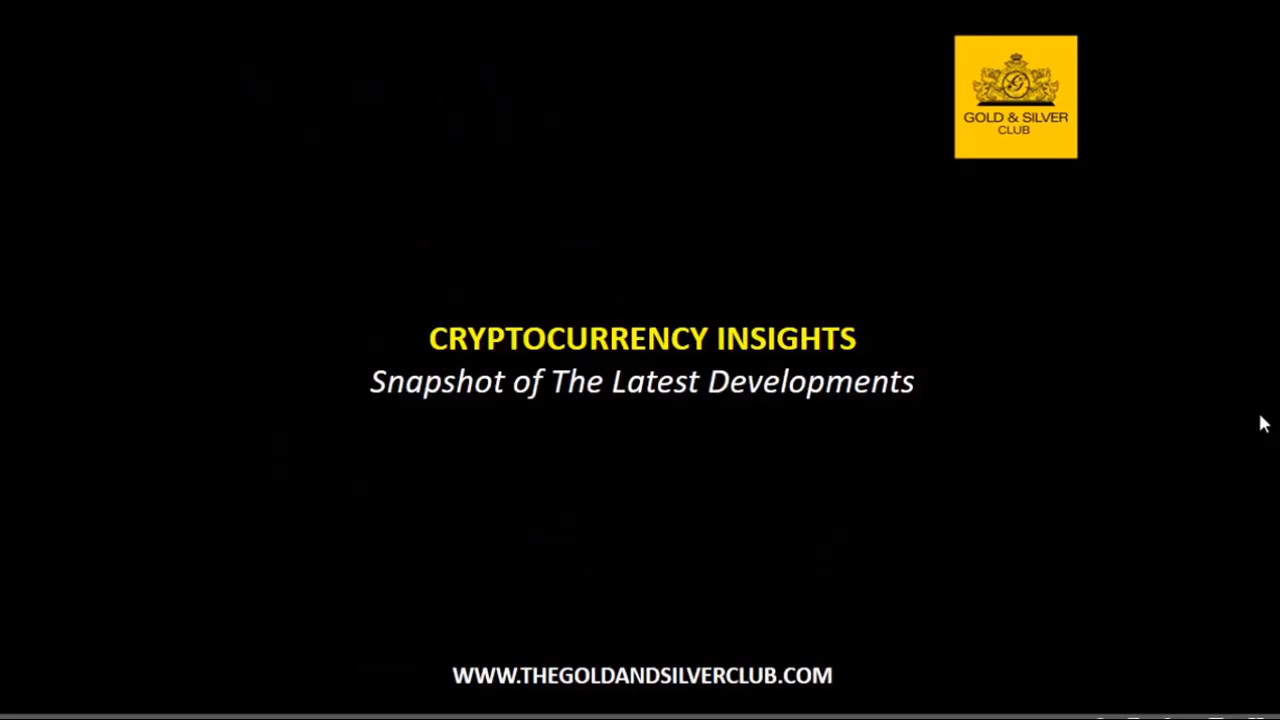 GOLD & SILVER
CLUB
CRYPTOCURRENCY INSIGHTS
Snapshot of The Latest Developments
WWW.THEGOLDANDSILVERCLUB.COM